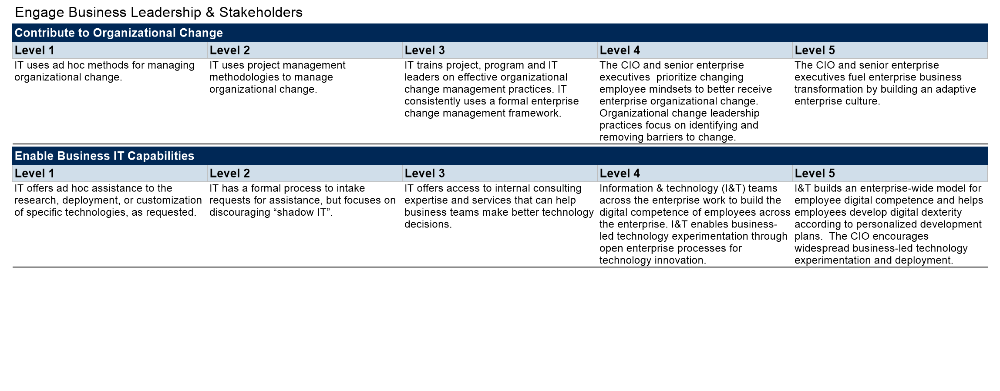 Engage Business Leadership & Stakeholders
Contribute to Organizational Change
Level 1
Level 2
Level 3
Level 4
Level 5
IT uses ad hoc methods for managing
organizational change.
IT uses project management
methodologies to manage
organizational change.
IT trains project, program and IT
leaders on effective organizational
change management practices. IT
consistently uses a formal enterprise
change management framework.
The CIO and senior enterprise
executives  prioritize changing
employee mindsets to better receive
enterprise organizational change.
Organizational change leadership
practices focus on identifying and
removing barriers to change.
The CIO and senior enterprise
executives fuel enterprise business
transformation by building an adaptive
enterprise culture.
Enable Business IT Capabilities
Level 1
Level 2
Level 3
Level 4
Level 5
IT offers ad hoc assistance to the
research, deployment, or customization
of specific technologies, as requested.
IT has a formal process to intake
requests for assistance, but focuses on
discouraging “shadow IT”.
IT offers access to internal consulting
expertise and services that can help
business teams make better technology
decisions.
Information & technology (I&T) teams
across the enterprise work to build the
digital competence of employees across
the enterprise. I&T enables business-
led technology experimentation through
open enterprise processes for
technology innovation.
I&T builds an enterprise-wide model for
employee digital competence and helps
employees develop digital dexterity
according to personalized development
plans.  The CIO encourages
widespread business-led technology
experimentation and deployment.